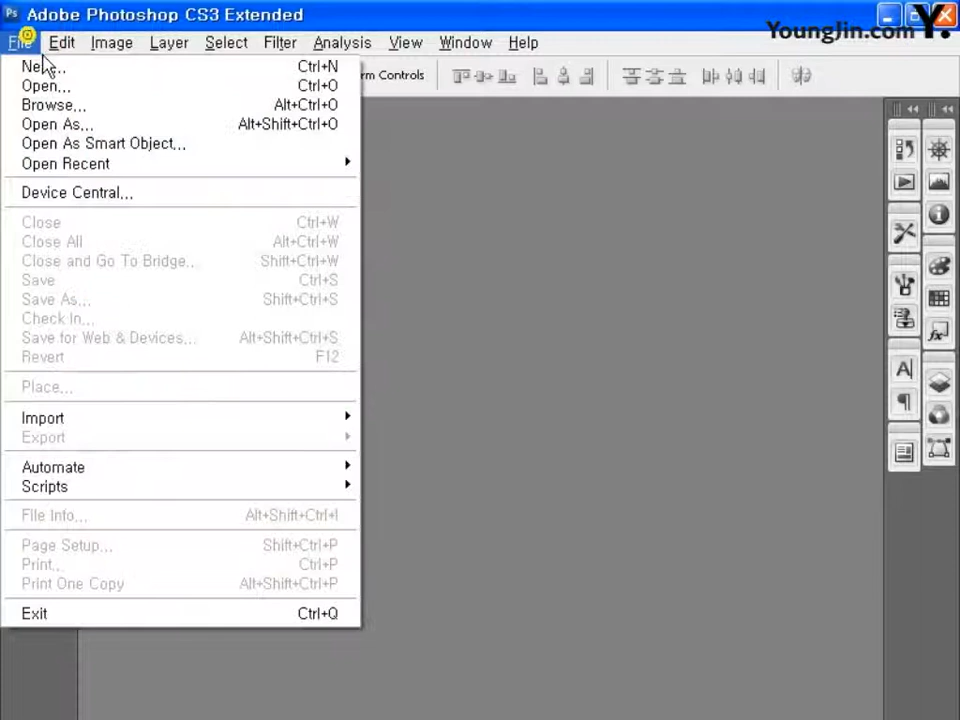 Ps Adobe Photoshop CS3 Extended
YoungJin.com Y.
File Edit Image Layer Select Filter Analysis View Window Help
rm Controls
Ne... Ctrl+N
Open... Ctrl+O
Browse... Alt+Ctrl+O
Open As... Alt+Shift+Ctrl+O
Open As Smart Object...
Open Recent
Device Central...
Close Ctrl+W
Close All Alt+Ctrl+W
Close and Go To Bridge... Shift+Ctrl+W
Save Ctrl+S
Save As... Shift+Ctrl+S
Check In...
Save for Web & Devices... Alt+Shift+Ctrl+S
Revert F12
Place...
Import
Export
Automate
Scripts
File Info... Alt+Shift+Ctrl+I
Page Setup... Shift+Ctrl+P
Print... Ctrl+P
Print One Copy Alt+Shift+Ctrl+P
Exit Ctrl+Q